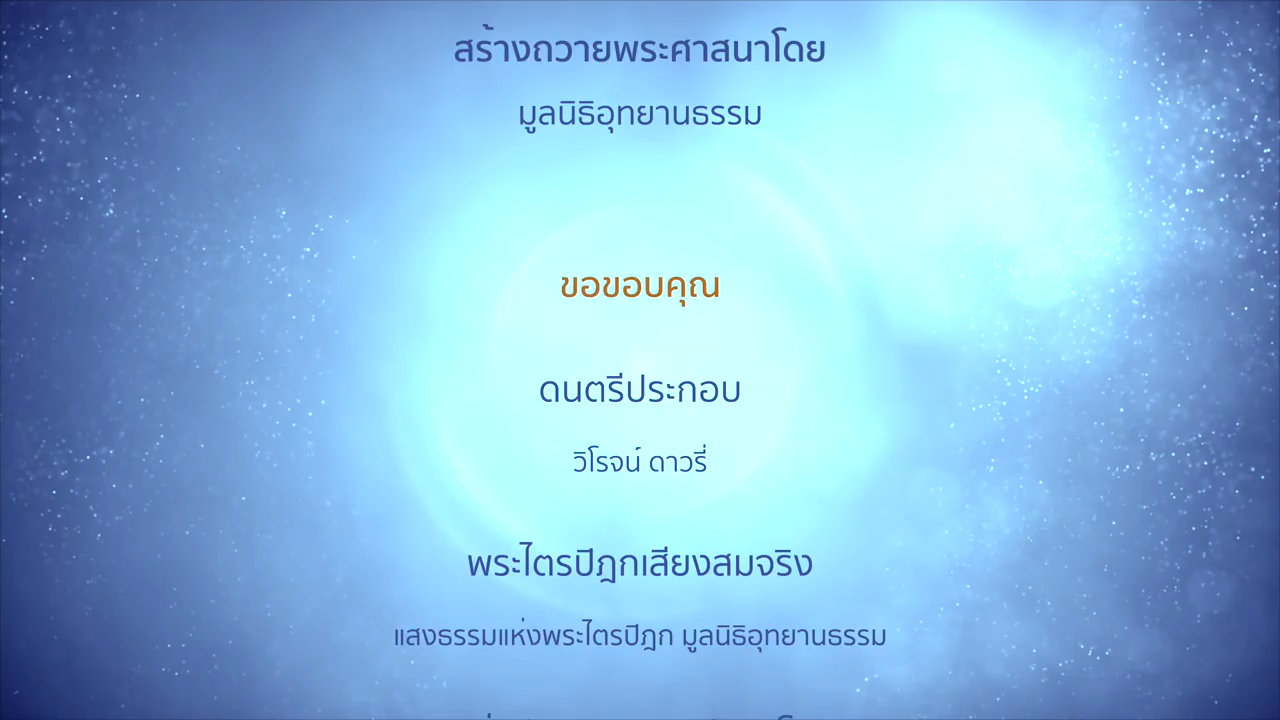 สร้างถวายพระศาสนาโดย
มูลนิธิอุทยานธรรม
ขอขอบคุณ
ดนตรีประกอบ
วิโรจน์ ดาวรี่
พระไตรปิฎกเสียงสมจริง
แสงธรรมแห่งพระไตรปิฎก มูลนิธิอุทยานธรรม